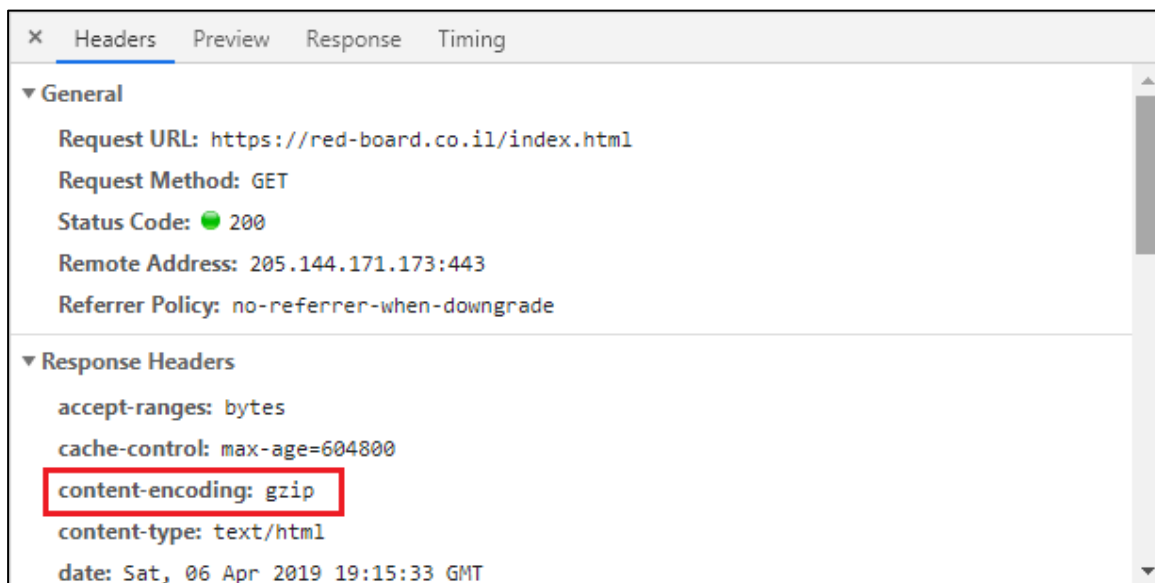 × Headers Preview Response Timing
▼ General
Request URL: https://red-board.co.il/index.html
Request Method: GET
Status Code: 200
Remote Address: 205.144.171.173:443
Referrer Policy: no-referrer-when-downgrade
▼ Response Headers
accept-ranges: bytes
cache-control: max-age=604800
content-encoding: gzip
content-type: text/html
date: Sat, 06 Apr 2019 19:15:33 GMT